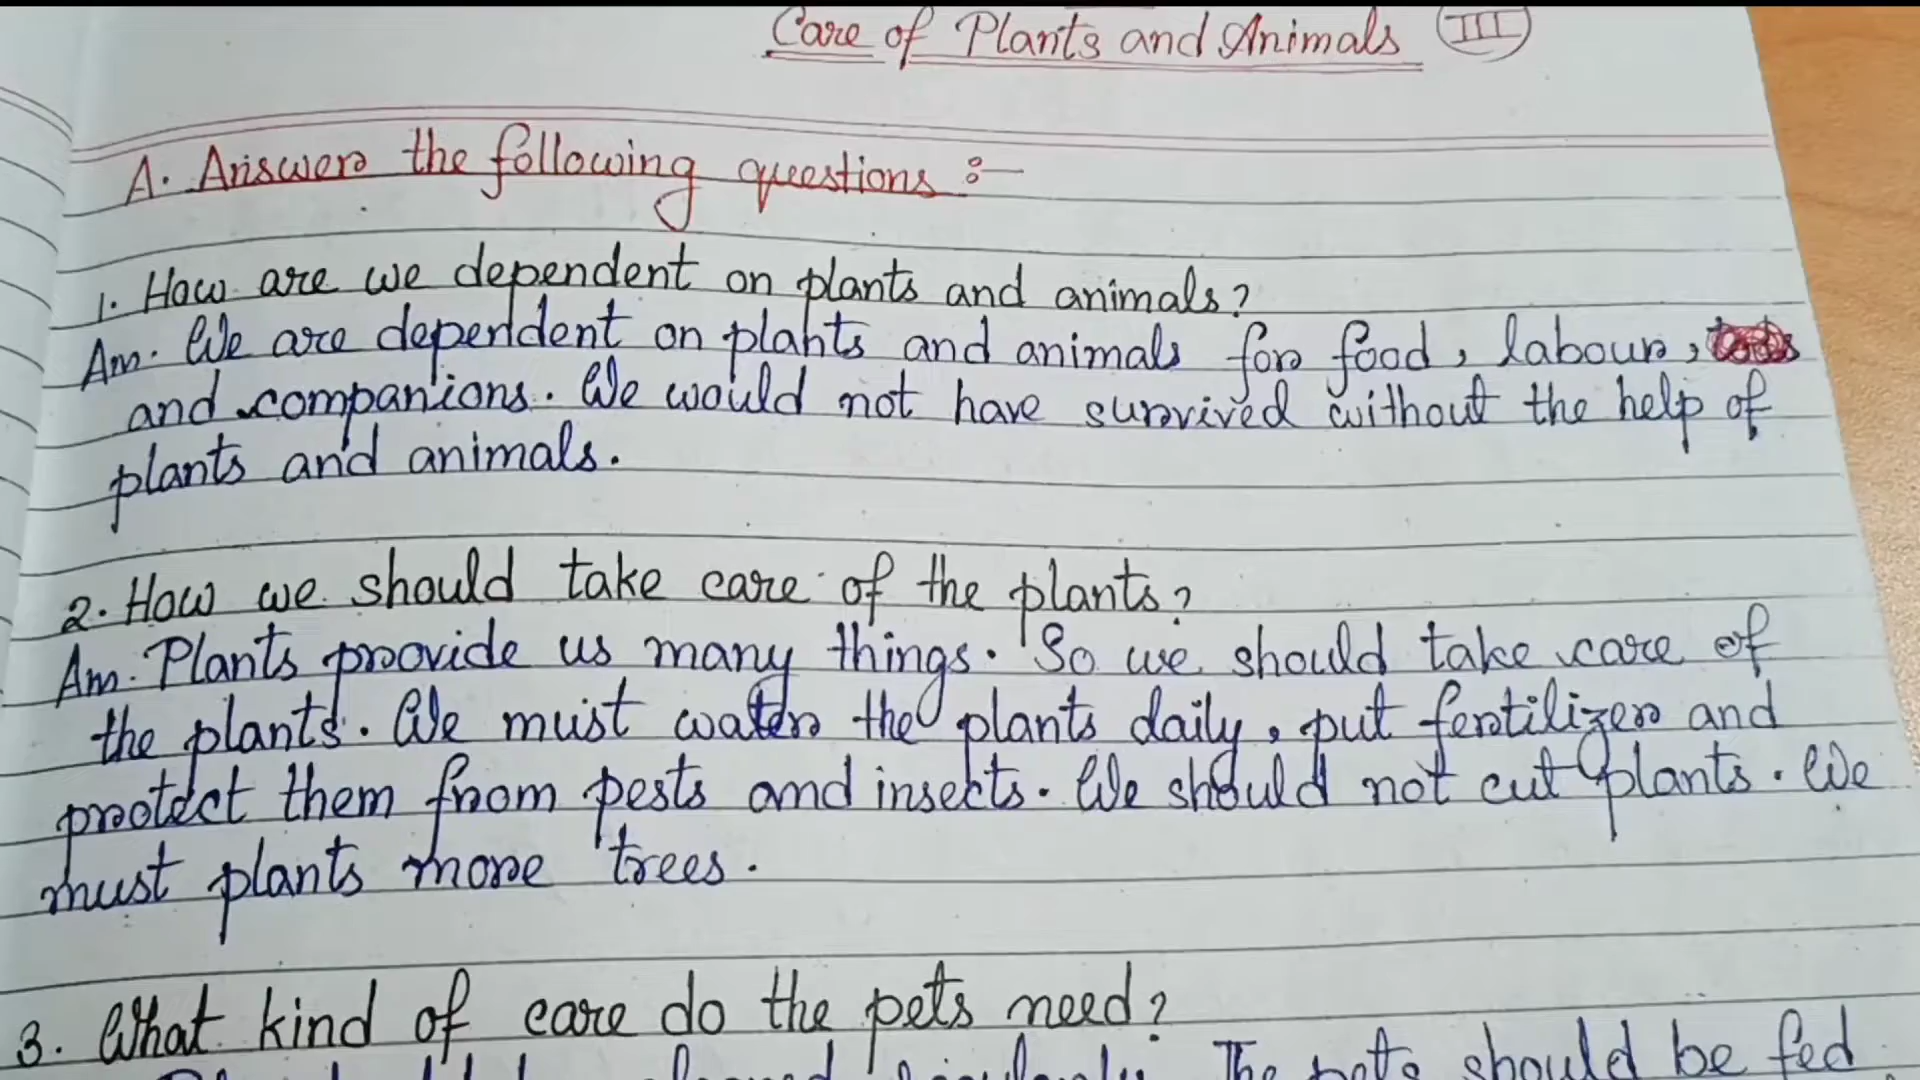 Care of Plants and Animals III
A. Answer the following questions :-
1. How are we dependent on plants and animals?
Ans. We are dependent on plants and animals for food, labour,
and companions. We would not have survived without the help of
plants and animals.
2. How we should take care of the plants?
Ans. Plants provide us many things. So we should take care of
the plants. We must water the plants daily, put fertilizer and
protect them from pests and insects. We should not cut plants. We
must plants more trees.
3. What kind of care do the pets need?
The pets should be fed